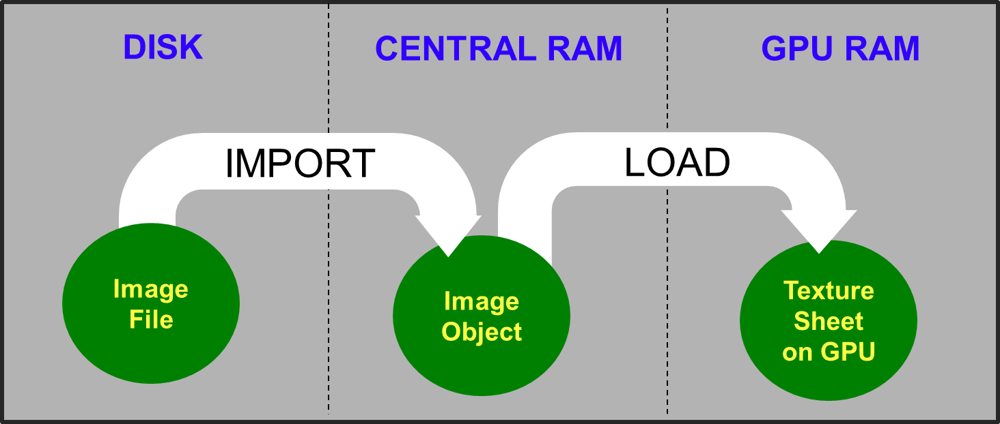 DISK
CENTRAL RAM
GPU RAM
IMPORT
LOAD
Image
File
Image
Object
Texture
Sheet
on GPU